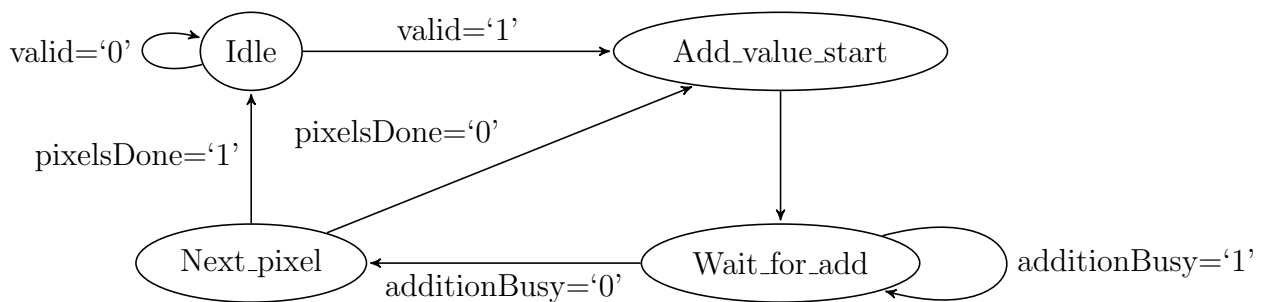 valid=‘0’
Idle
valid=‘1’
Add_value_start
pixelsDone=‘0’
pixelsDone=‘1’
Next_pixel
additionBusy=‘0’
Wait_for_add
additionBusy=‘1’